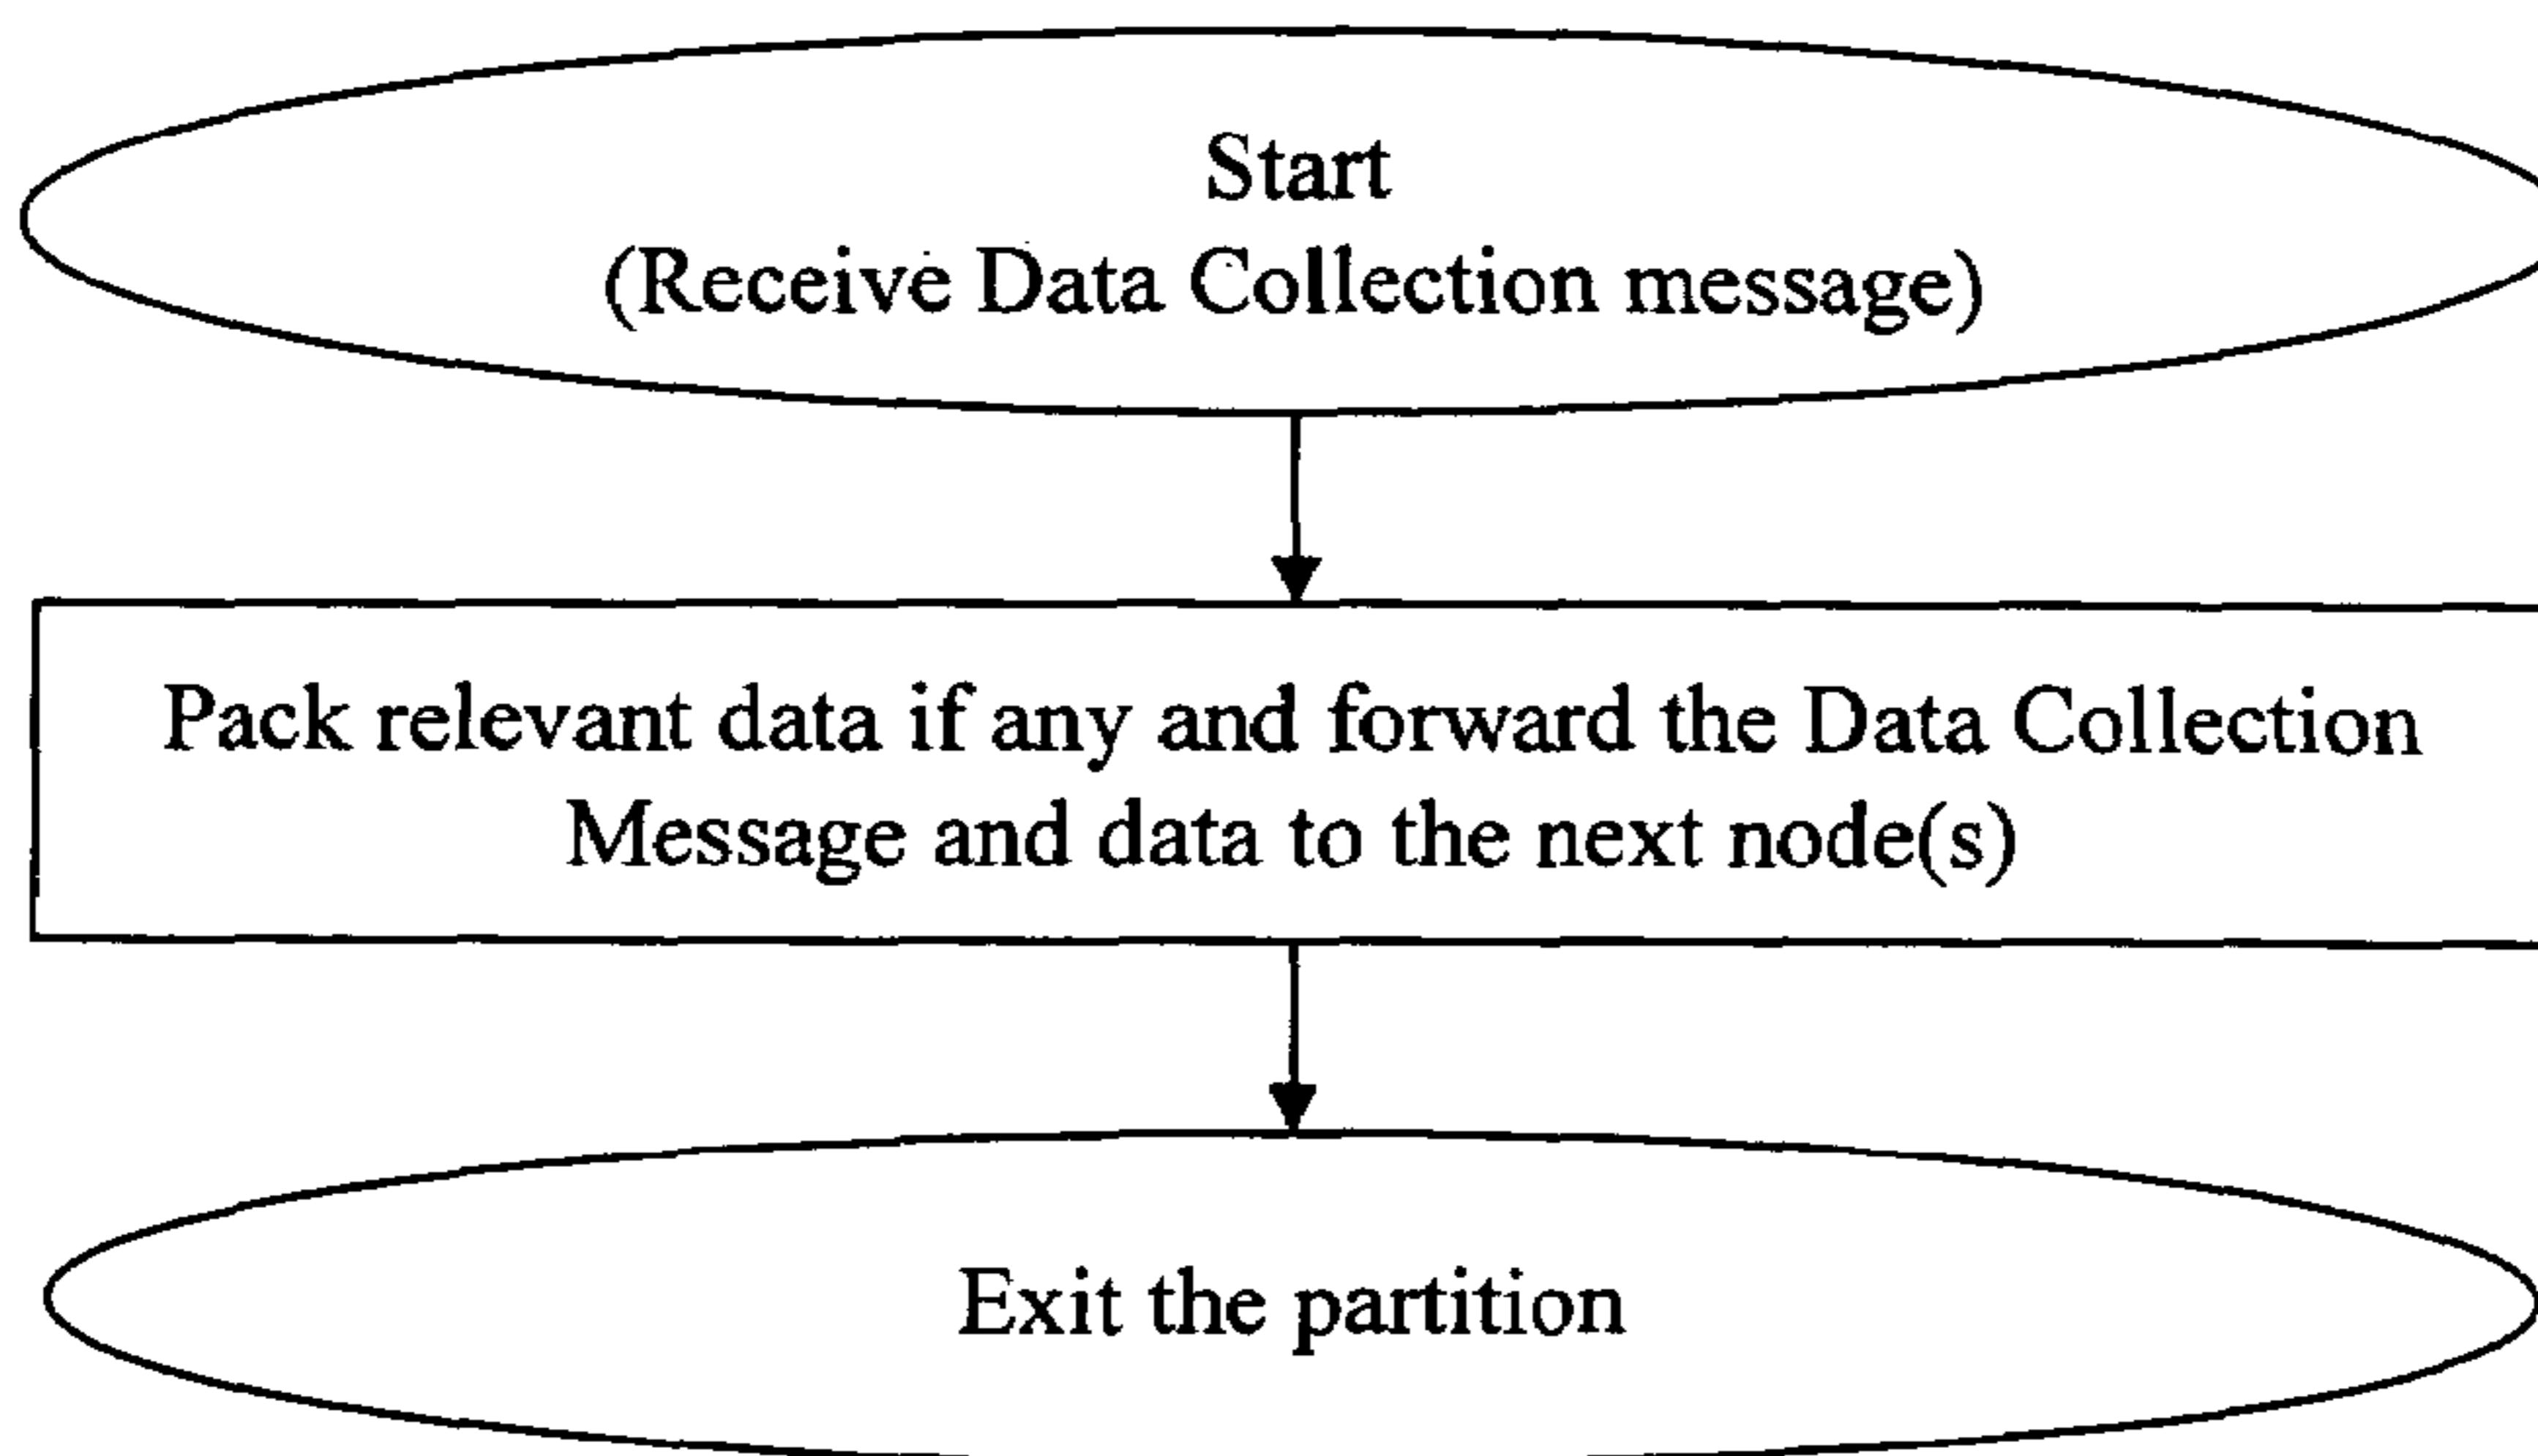 Start
(Receive Data Collection message)
Pack relevant data if any and forward the Data Collection
Message and data to the next node(s)
Exit the partition